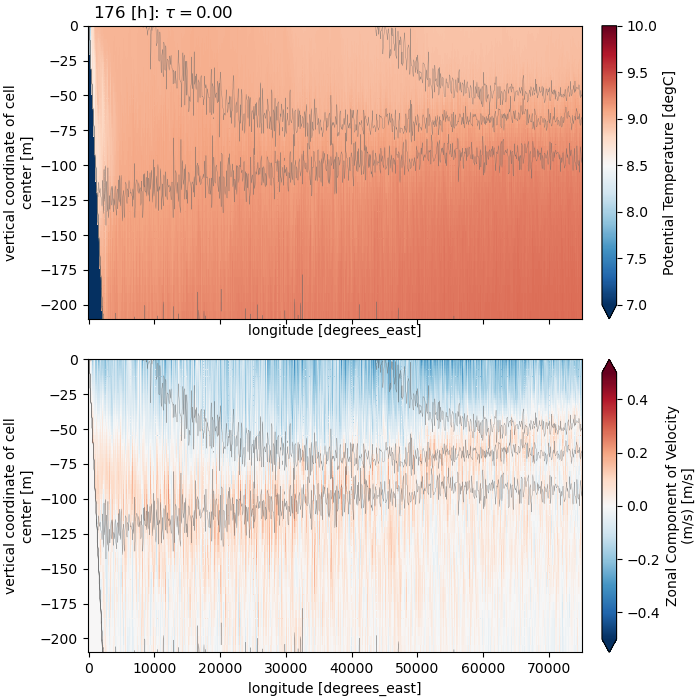 176 [h]: τ = 0.00
0
−25
−50
−75
−100
−125
−150
−175
−200
vertical coordinate of cell
center [m]
longitude [degrees_east]
10.0
9.5
9.0
8.5
8.0
7.5
7.0
Potential Temperature [degC]
0
−25
−50
−75
−100
−125
−150
−175
−200
vertical coordinate of cell
center [m]
0 10000 20000 30000 40000 50000 60000 70000
longitude [degrees_east]
0.4
0.2
0.0
−0.2
−0.4
Zonal Component of Velocity
(m/s) [m/s]